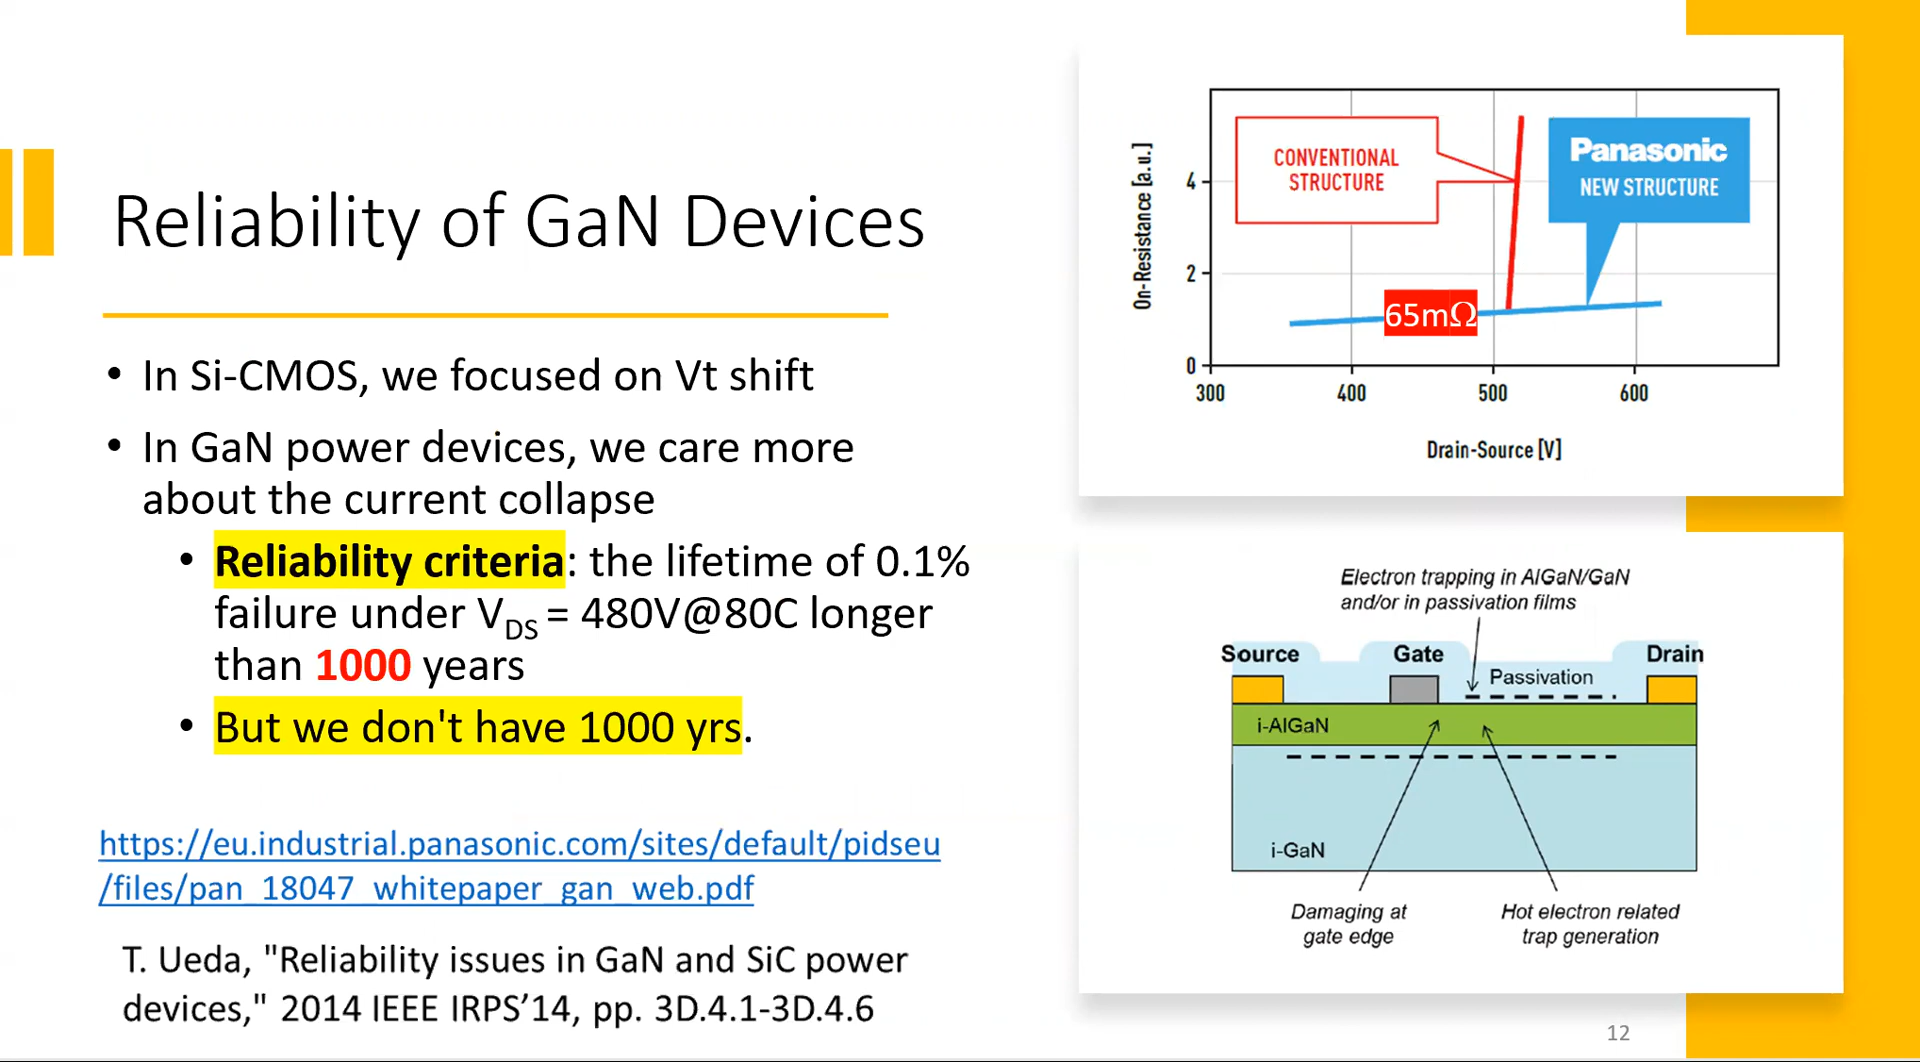 Reliability of GaN Devices
• In Si-CMOS, we focused on Vt shift
• In GaN power devices, we care more
about the current collapse
• Reliability criteria: the lifetime of 0.1%
failure under VDS = 480V@80C longer
than 1000 years
• But we don't have 1000 yrs.
https://eu.industrial.panasonic.com/sites/default/pidseu
/files/pan_18047_whitepaper_gan_web.pdf
T. Ueda, "Reliability issues in GaN and SiC power
devices," 2014 IEEE IRPS’14, pp. 3D.4.1-3D.4.6
On-Resistance [a.u.]
4
2
0
CONVENTIONAL
STRUCTURE
Panasonic
NEW STRUCTURE
65mΩ
300 400 500 600
Drain-Source [V]
Electron trapping in AlGaN/GaN
and/or in passivation films
Source Gate Drain
Passivation
i-AlGaN
i-GaN
Damaging at
gate edge
Hot electron related
trap generation
12